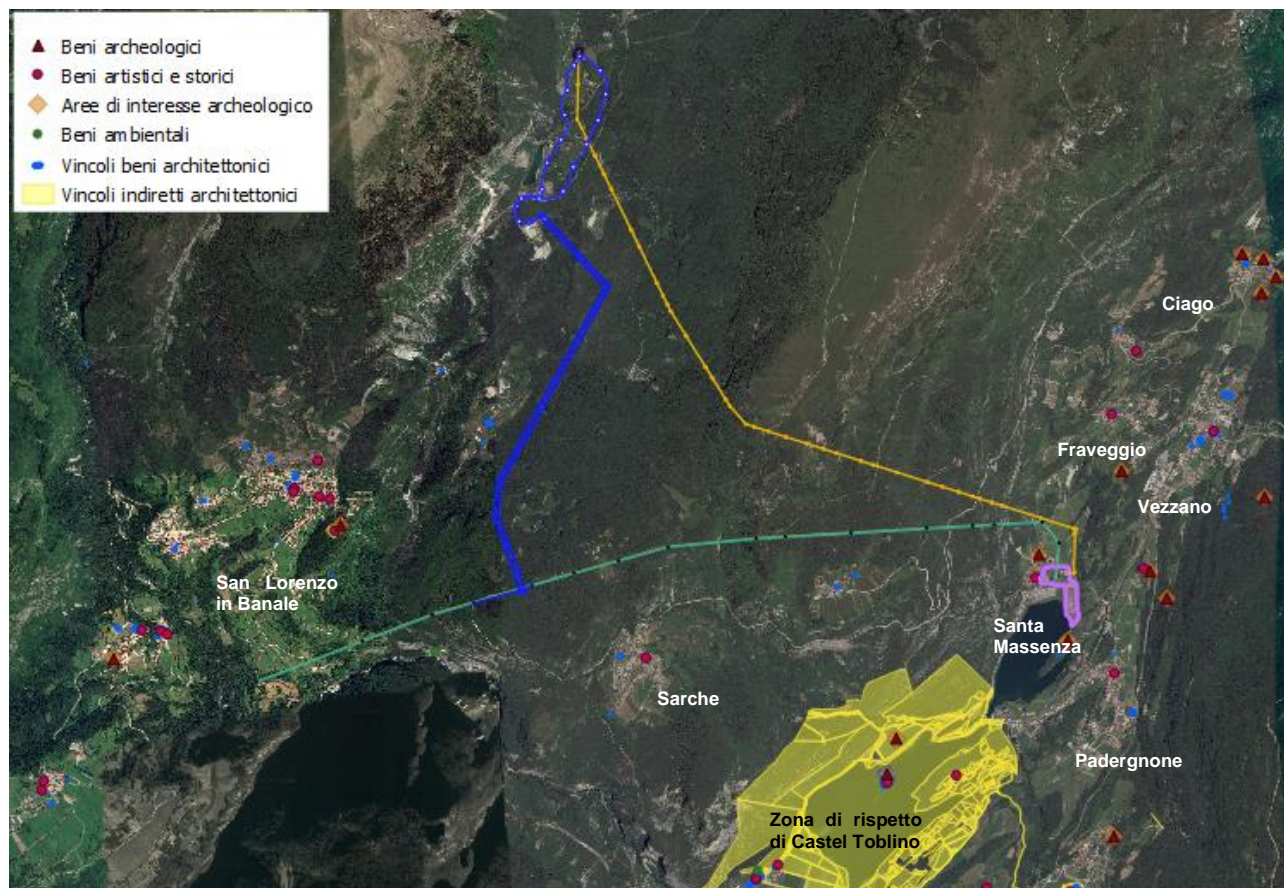 Beni archeologici
Beni artistici e storici
Aree di interesse archeologico
Beni ambientali
Vincoli beni architettonici
Vincoli indiretti architettonici
Ciago
Fraveggio
Vezzano
San Lorenzo
in Banale
Santa
Massenza
Sarche
Padergnone
Zona di rispetto
di Castel Toblino